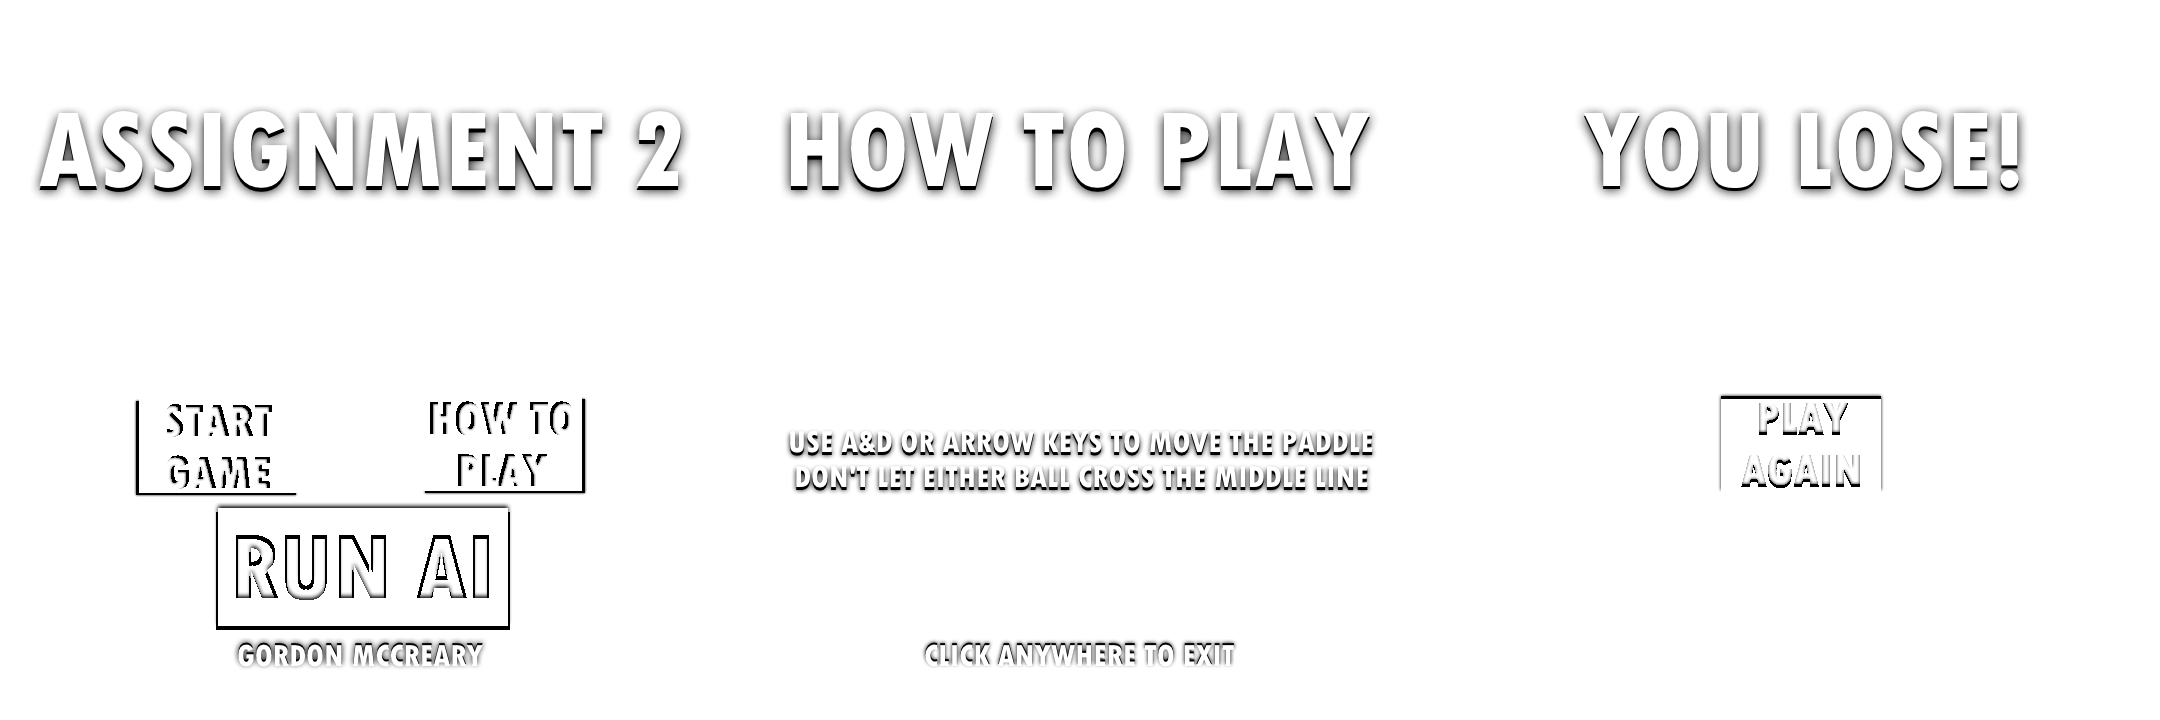 ASSIGNMENT 2
START
GAME
HOW TO
PLAY
RUN AI
GORDON MCCREARY
HOW TO PLAY
USE A&D OR ARROW KEYS TO MOVE THE PADDLE
DON'T LET EITHER BALL CROSS THE MIDDLE LINE
CLICK ANYWHERE TO EXIT
YOU LOSE!
PLAY
AGAIN